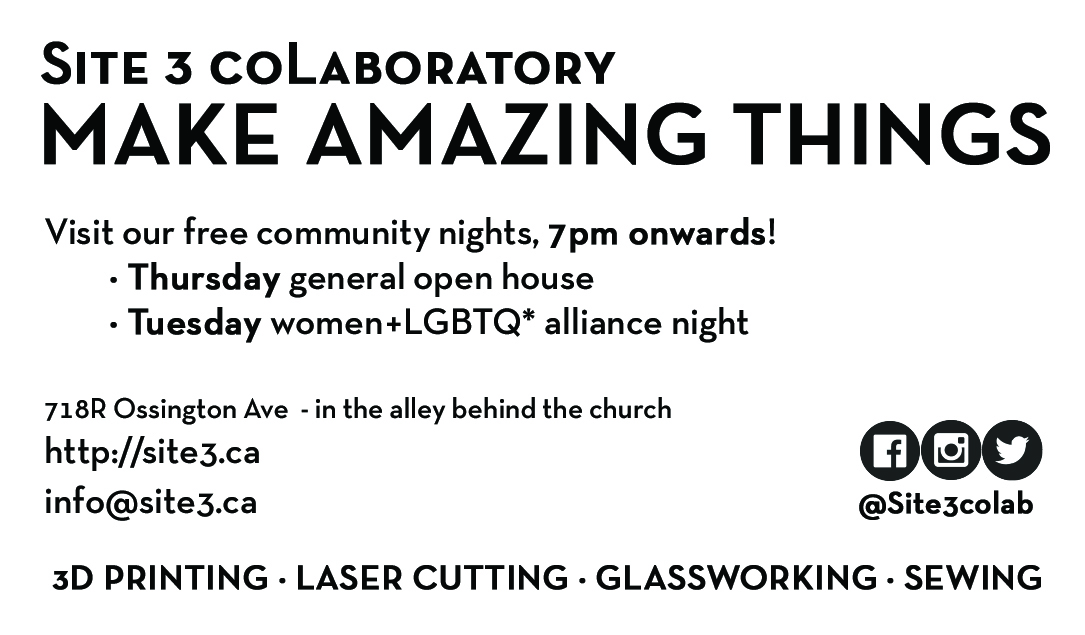 Site 3 coLaboratory
MAKE AMAZING THINGS
Visit our free community nights, 7pm onwards!
· Thursday general open house
· Tuesday women+LGBTQ* alliance night
718R Ossington Ave - in the alley behind the church
http://site3.ca
info@site3.ca
@Site3colab
3D PRINTING · LASER CUTTING · GLASSWORKING · SEWING